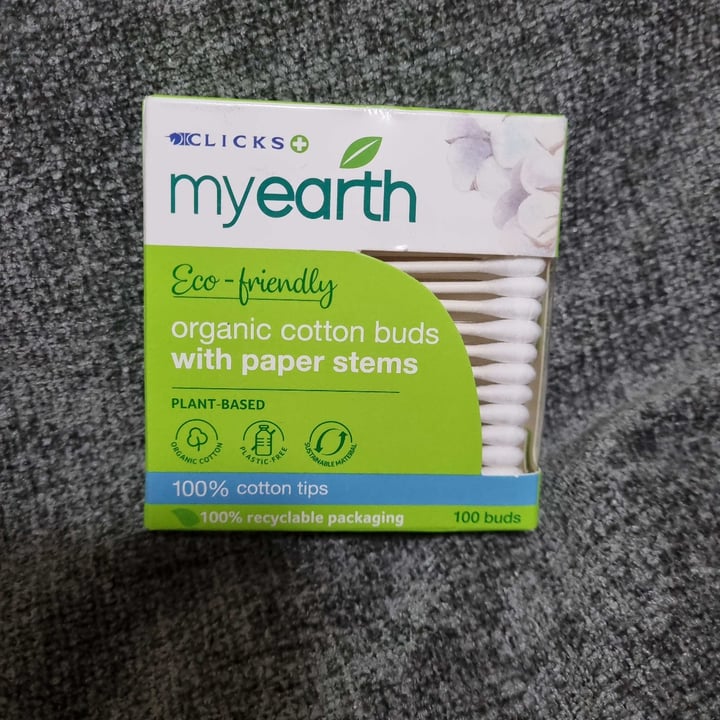 CLICKS
myearth
Eco-friendly
organic cotton buds
with paper stems
PLANT-BASED
ORGANIC COTTON
PLASTIC-FREE
SUSTAINABLE MATERIAL
100% cotton tips
100% recyclable packaging
100 buds